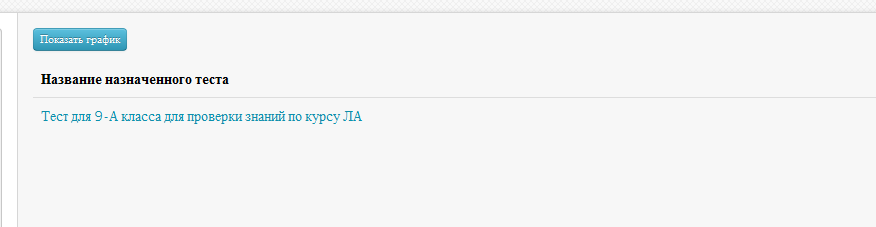 Показать график
Название назначенного теста
Тест для 9-А класса для проверки знаний по курсу ЛА